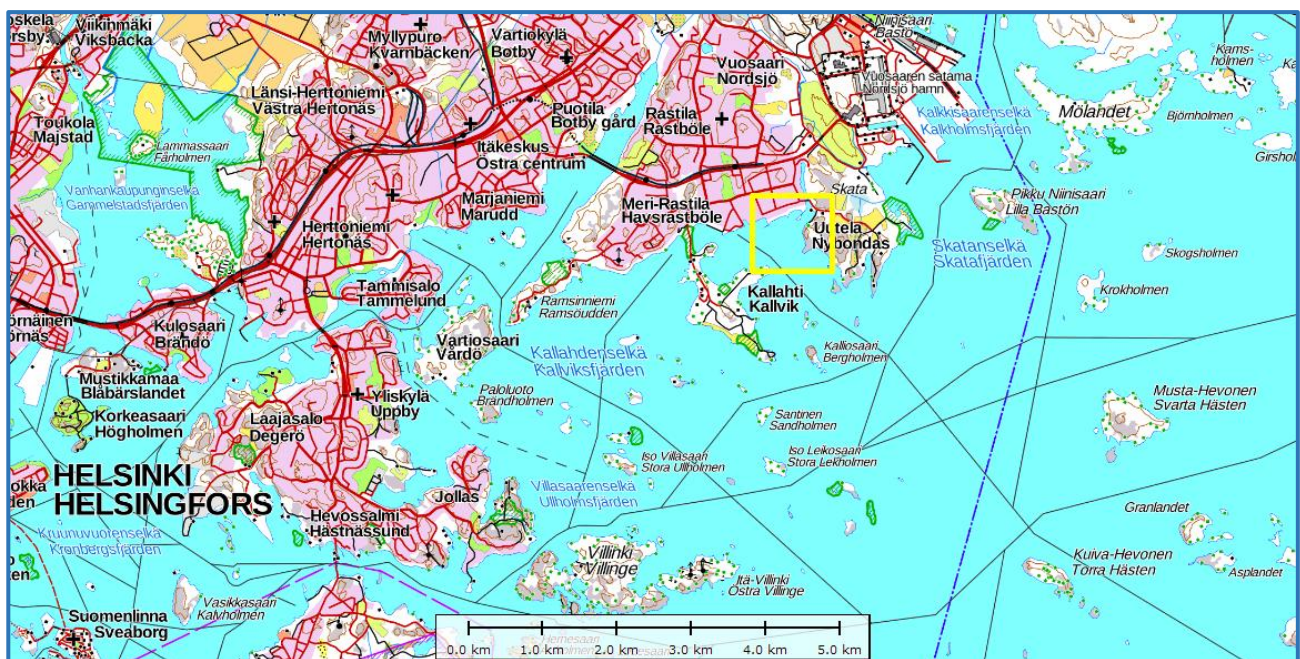 Viikinmäki
Viksbacka
Myllypuro
Kvarnbäcken
Vartiokylä
Botby
Vuosaari
Nordsjö
Niinisaari
Bastö
Vuosaaren satama
Nordsjö hamn
Kams-
holmen
Mölandet
Björnholmen
Kalkkisaarenselkä
Kalkholmsfjärden
Länsi-Herttoniemi
Västra Hertonäs
Puotila
Botby gård
Rastila
Rastböle
Toukola
Majstad
Lammassaari
Fårholmen
Itäkeskus
Östra centrum
Vanhankaupunginselkä
Gammelstadsfjärden
Marjaniemi
Marudd
Meri-Rastila
Havsrastböle
Skata
Pikku Niinisaari
Lilla Bastön
Herttoniemi
Hertonäs
Uutela
Nybondas
Skatanselkä
Skatafjärden
Skogsholmen
Tammisalo
Tammelund
Ramsinniemi
Ramsöudden
Kallahti
Kallvik
Krokholmen
Kulosaari
Brändö
Vartiosaari
Vårdö
Kallahdenselkä
Kallviksfjärden
Kalliosaari
Bergholmen
Mustikkamaa
Blåbärslandet
Yliskylä
Uppby
Paloluoto
Brändholmen
Musta-Hevonen
Svarta Hästen
Korkeasaari
Högholmen
Laajasalo
Degerö
Santinen
Sandholmen
Iso Villasaari
Stora Ullholmen
Iso Leikosaari
Stora Lekholmen
HELSINKI
HELSINGFORS
Jollas
Villasaarenselkä
Ullholmsfjärden
Granlandet
Hevossalmi
Hästnässund
Kruunuvuorenselkä
Kronbergsfjärden
Villinki
Villinge
Kuiva-Hevonen
Torra Hästen
Asplandet
Itä-Villinki
Östra Villinge
Vasikkasaari
Kalvholmen
Suomenlinna
Sveaborg
0.0 km 1.0 km 2.0 km 3.0 km 4.0 km 5.0 km